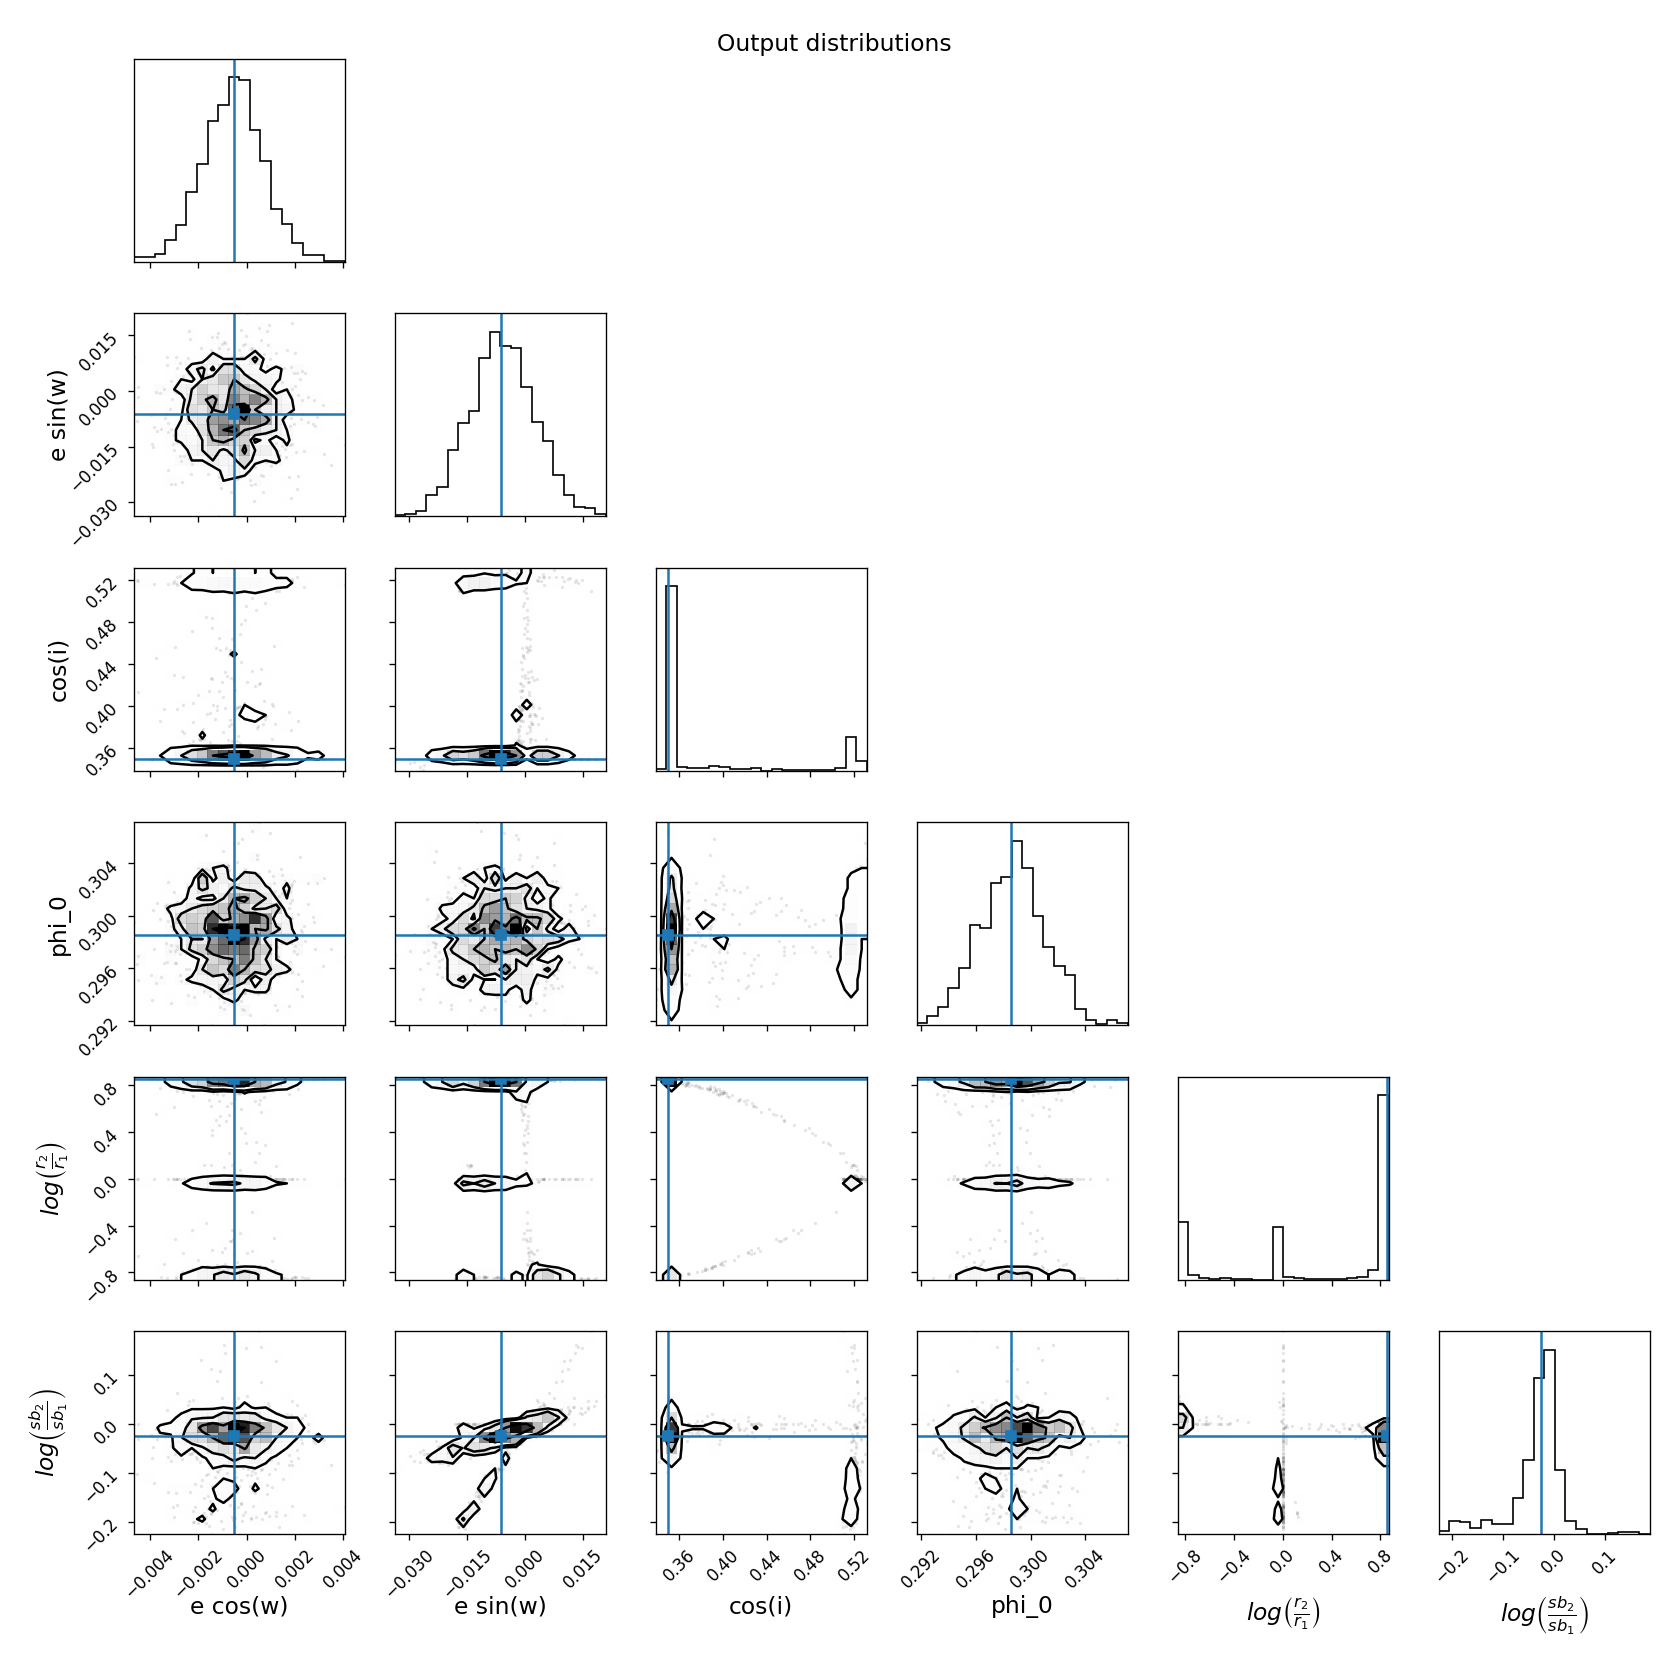 Output distributions
0.015
0.000
−0.015
−0.030
e sin(w)
0.52
0.48
0.44
0.40
0.36
cos(i)
0.304
0.300
0.296
0.292
phi_0
0.8
0.4
0.0
−0.4
−0.8
log(r₂/r₁)
0.1
0.0
−0.1
−0.2
log(sb₂/sb₁)
−0.004 −0.002 0.000 0.002 0.004
−0.030 −0.015 0.000 0.015
0.36 0.40 0.44 0.48 0.52
0.292 0.296 0.300 0.304
−0.8 −0.4 0.0 0.4 0.8
−0.2 −0.1 0.0 0.1
e cos(w) e sin(w) cos(i) phi_0 log(r₂/r₁) log(sb₂/sb₁)